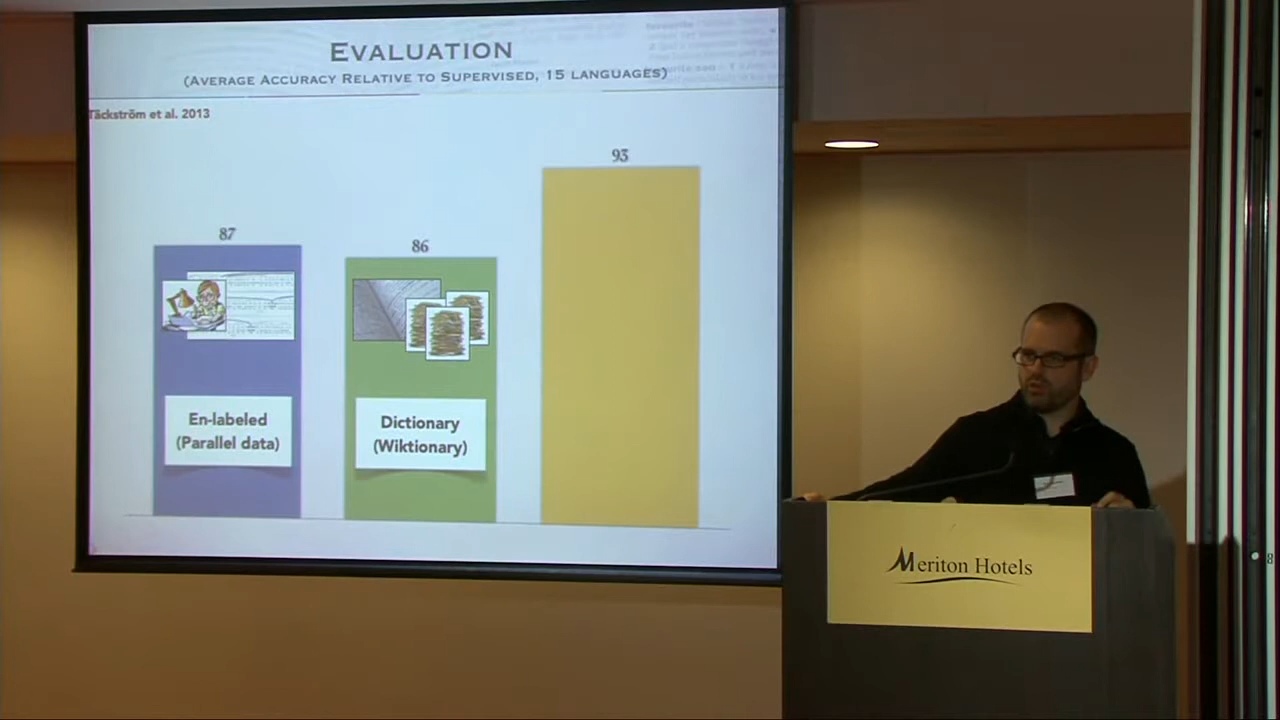 EVALUATION
(AVERAGE ACCURACY RELATIVE TO SUPERVISED, 15 LANGUAGES)
Täckström et al. 2013
93
87
86
En-labeled
(Parallel data)
Dictionary
(Wiktionary)
Meriton Hotels